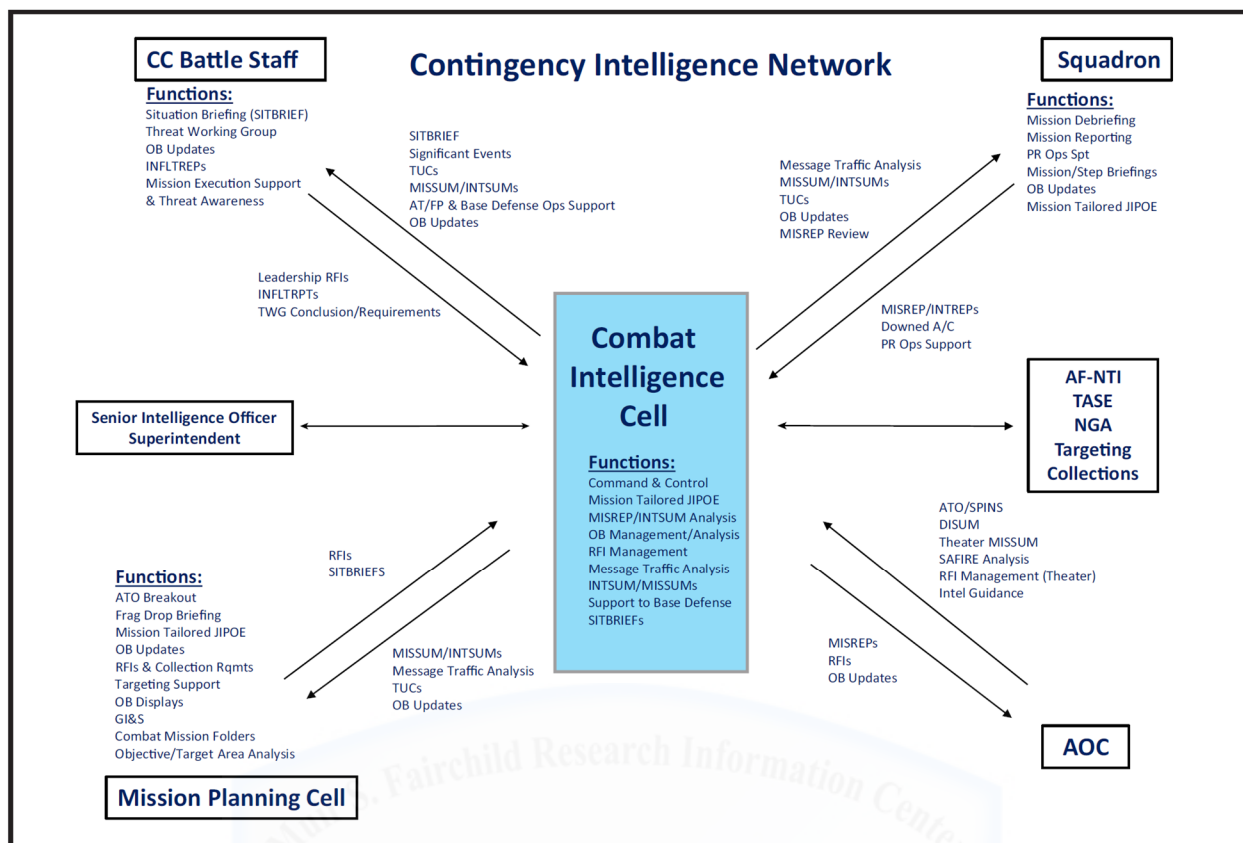 Contingency Intelligence Network
CC Battle Staff
Functions:
Situation Briefing (SITBRIEF)
Threat Working Group
OB Updates
INFLTREPs
Mission Execution Support
& Threat Awareness
SITBRIEF
Significant Events
TUCs
MISSUM/INTSUMs
AT/FP & Base Defense Ops Support
OB Updates
Leadership RFIs
INFLTRPTs
TWG Conclusion/Requirements
Squadron
Functions:
Mission Debriefing
Mission Reporting
PR Ops Spt
Mission/Step Briefings
OB Updates
Mission Tailored JIPOE
Message Traffic Analysis
MISSUM/INTSUMs
TUCs
OB Updates
MISREP Review
MISREP/INTREPs
Downed A/C
PR Ops Support
Combat
Intelligence
Cell
Functions:
Command & Control
Mission Tailored JIPOE
MISREP/INTSUM Analysis
OB Management/Analysis
RFI Management
Message Traffic Analysis
INTSUM/MISSUMs
Support to Base Defense
SITBRIEFs
Senior Intelligence Officer
Superintendent
AF-NTI
TASE
NGA
Targeting
Collections
RFIs
SITBRIEFS
Functions:
ATO Breakout
Frag Drop Briefing
Mission Tailored JIPOE
OB Updates
RFIs & Collection Rqmts
Targeting Support
OB Displays
GI&S
Combat Mission Folders
Objective/Target Area Analysis
Mission Planning Cell
MISSUM/INTSUMs
Message Traffic Analysis
TUCs
OB Updates
ATO/SPINS
DISUM
Theater MISSUM
SAFIRE Analysis
RFI Management (Theater)
Intel Guidance
MISREPs
RFIs
OB Updates
AOC
Fairchild Research Information Center